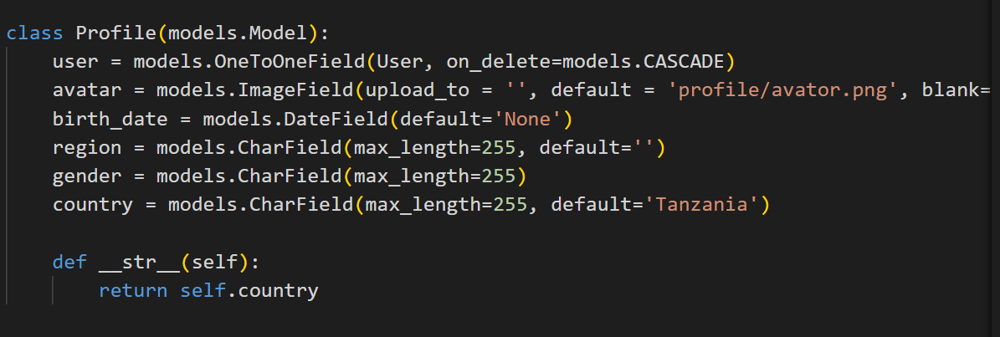 class Profile(models.Model):
    user = models.OneToOneField(User, on_delete=models.CASCADE)
    avatar = models.ImageField(upload_to = '', default = 'profile/avator.png', blank=
    birth_date = models.DateField(default='None')
    region = models.CharField(max_length=255, default='')
    gender = models.CharField(max_length=255)
    country = models.CharField(max_length=255, default='Tanzania')
    def __str__(self):
        return self.country